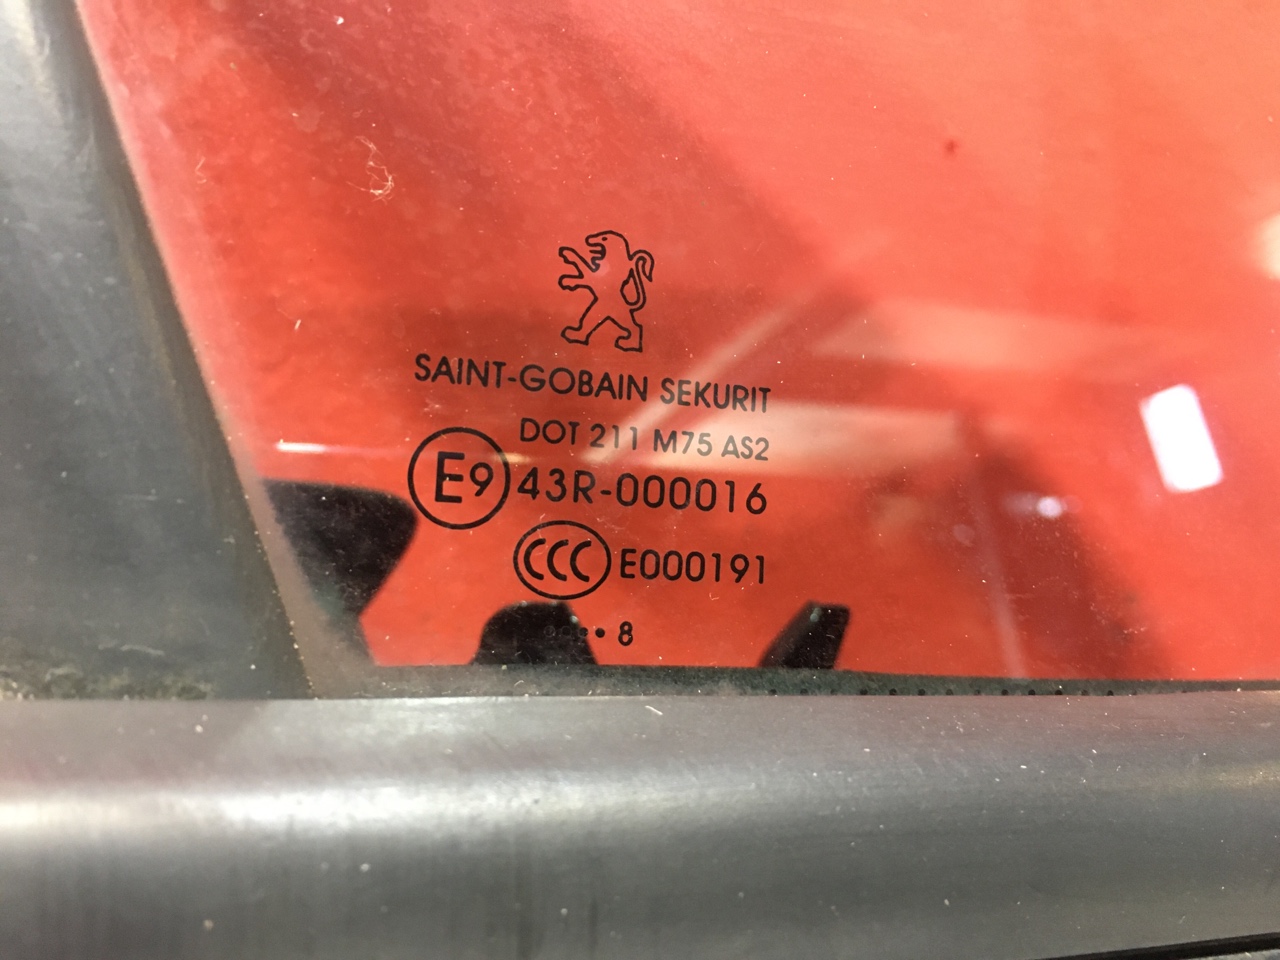 SAINT-GOBAIN SEKURIT
DOT 211 M75 AS2
E9 43R-000016
CCC E000191
•••• 8